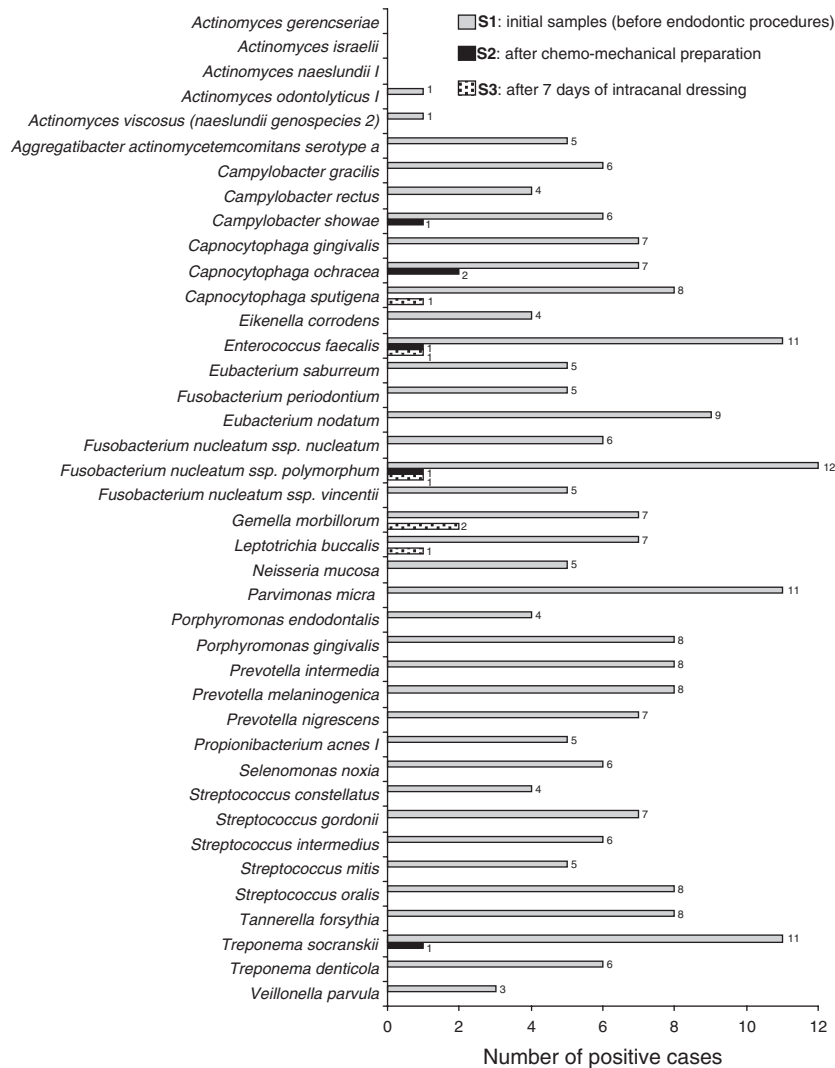 Actinomyces gerencseriae
Actinomyces israelii
Actinomyces naeslundii I
Actinomyces odontolyticus I
Actinomyces viscosus (naeslundii genospecies 2)
Aggregatibacter actinomycetemcomitans serotype a
Campylobacter gracilis
Campylobacter rectus
Campylobacter showae
Capnocytophaga gingivalis
Capnocytophaga ochracea
Capnocytophaga sputigena
Eikenella corrodens
Enterococcus faecalis
Eubacterium saburreum
Fusobacterium periodontium
Eubacterium nodatum
Fusobacterium nucleatum ssp. nucleatum
Fusobacterium nucleatum ssp. polymorphum
Fusobacterium nucleatum ssp. vincentii
Gemella morbillorum
Leptotrichia buccalis
Neisseria mucosa
Parvimonas micra
Porphyromonas endodontalis
Porphyromonas gingivalis
Prevotella intermedia
Prevotella melaninogenica
Prevotella nigrescens
Propionibacterium acnes I
Selenomonas noxia
Streptococcus constellatus
Streptococcus gordonii
Streptococcus intermedius
Streptococcus mitis
Streptococcus oralis
Tannerella forsythia
Treponema socranskii
Treponema denticola
Veillonella parvula
S1: initial samples (before endodontic procedures)
S2: after chemo-mechanical preparation
S3: after 7 days of intracanal dressing
1
1
5
6
4
6
1
7
7
2
8
1
4
11
1
1
5
5
9
6
12
1
1
5
7
2
7
1
5
11
4
8
8
8
7
5
6
4
7
6
5
8
8
11
1
6
3
0 2 4 6 8 10 12
Number of positive cases